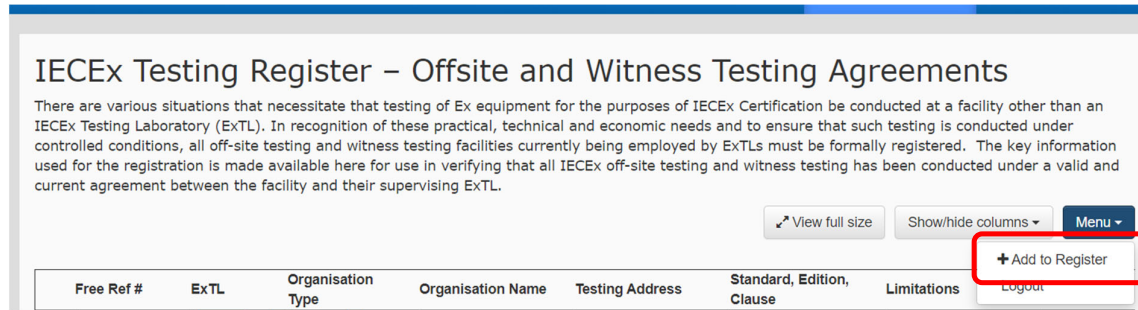 IECEx Testing Register – Offsite and Witness Testing Agreements
There are various situations that necessitate that testing of Ex equipment for the purposes of IECEx Certification be conducted at a facility other than an
IECEx Testing Laboratory (ExTL). In recognition of these practical, technical and economic needs and to ensure that such testing is conducted under
controlled conditions, all off-site testing and witness testing facilities currently being employed by ExTLs must be formally registered. The key information
used for the registration is made available here for use in verifying that all IECEx off-site testing and witness testing has been conducted under a valid and
current agreement between the facility and their supervising ExTL.
View full size Show/hide columns Menu
Add to Register
Logout
Free Ref # ExTL Organisation Type Organisation Name Testing Address Standard, Edition, Clause Limitations